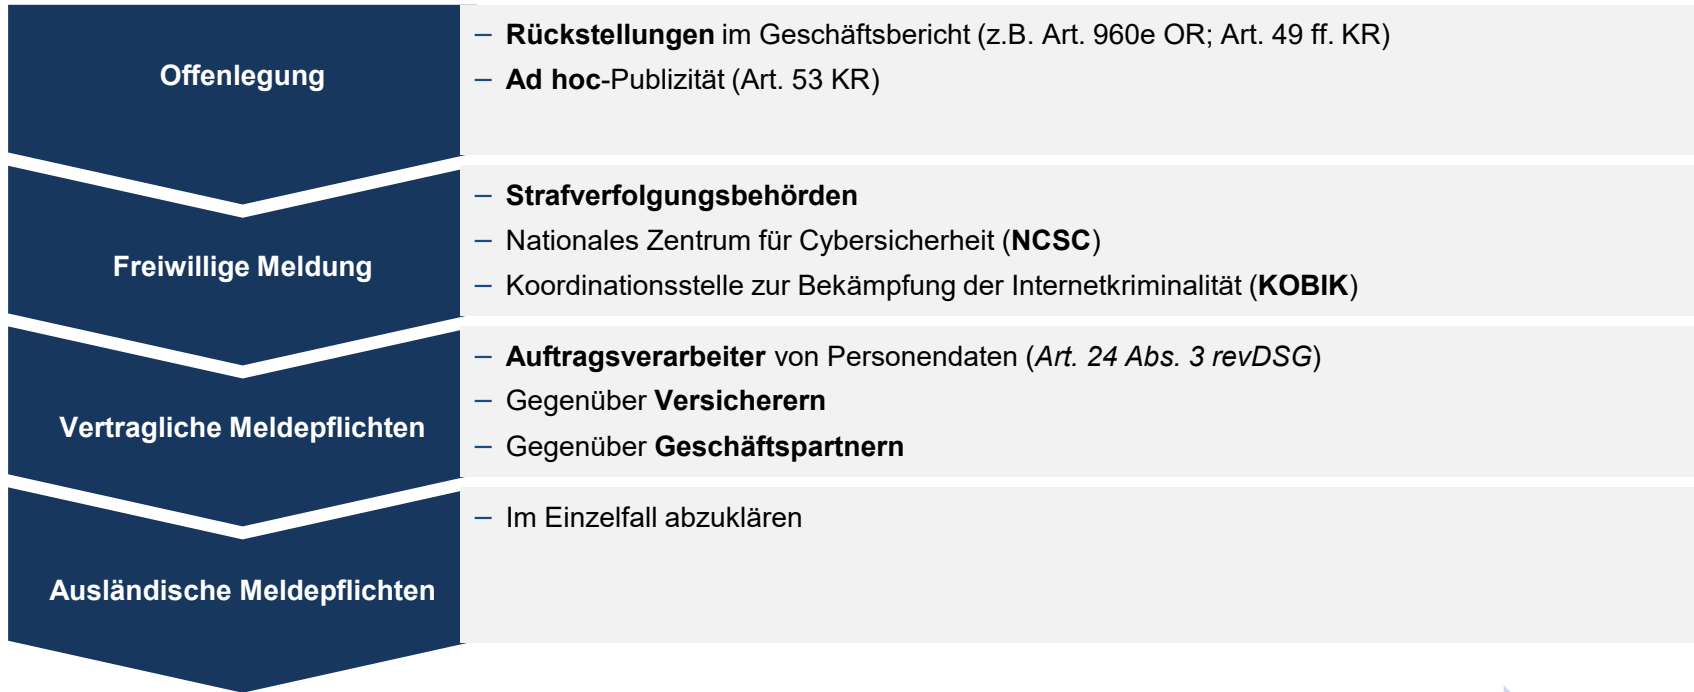 Offenlegung
– Rückstellungen im Geschäftsbericht (z.B. Art. 960e OR; Art. 49 ff. KR)
– Ad hoc-Publizität (Art. 53 KR)
Freiwillige Meldung
– Strafverfolgungsbehörden
– Nationales Zentrum für Cybersicherheit (NCSC)
– Koordinationsstelle zur Bekämpfung der Internetkriminalität (KOBIK)
Vertragliche Meldepflichten
– Auftragsverarbeiter von Personendaten (Art. 24 Abs. 3 revDSG)
– Gegenüber Versicherern
– Gegenüber Geschäftspartnern
Ausländische Meldepflichten
– Im Einzelfall abzuklären